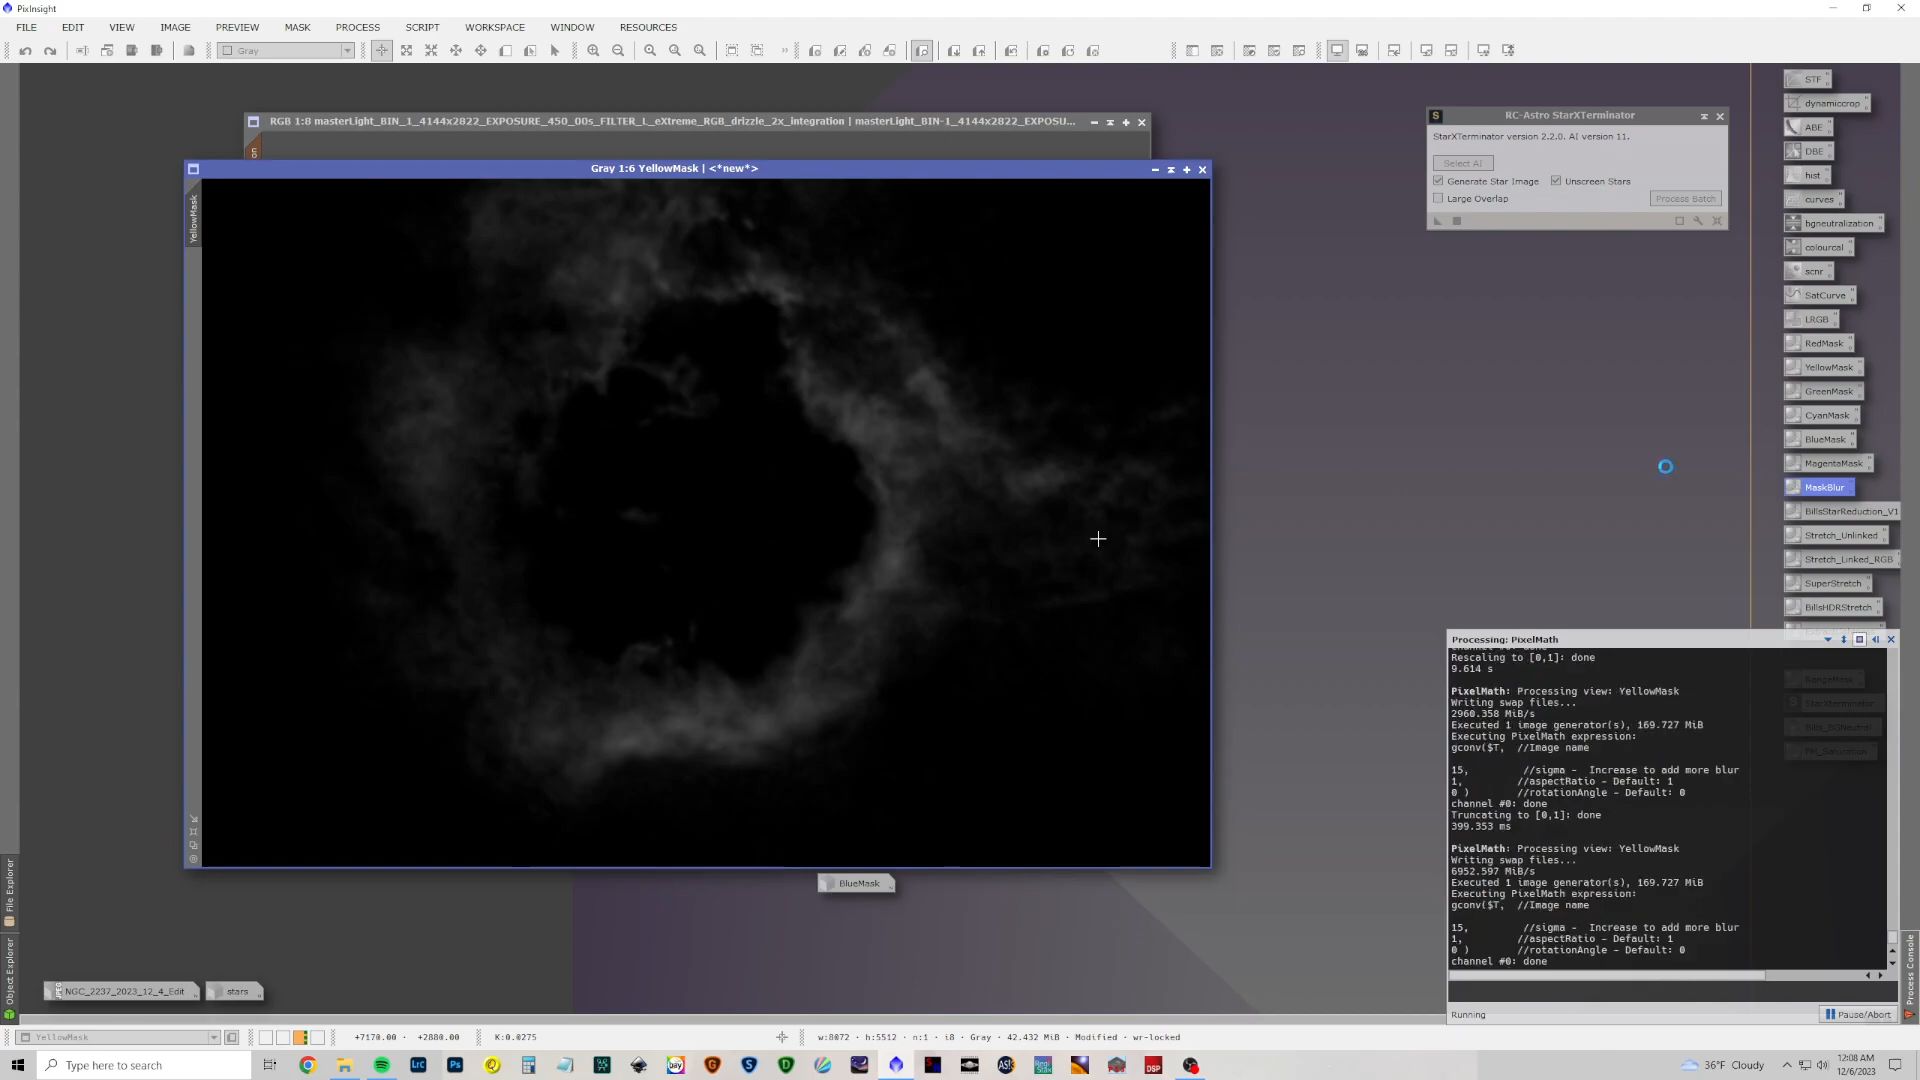 PixInsight
FILE EDIT VIEW IMAGE PREVIEW PROCESS SCRIPT MASK WORKSPACE WINDOW RESOURCES
Gray
RGB 1:8 masterLight_BIN_1_4144x2822_EXPOSURE_450_00s_FILTER_L_eXtreme_RGB_drizzle_2x_integration | masterLight_BIN-1_4144x2822_EXPOSU...
Gray 1:6 YellowMask | <*new*>
YellowMask
RC-Astro StarXTerminator
StarXTerminator version 2.2.0. AI version 11.
Select AI
Generate Star Image Unscreen Stars
Large Overlap Process Batch
STF
dynamiccrop
ABE
DBE
hist
curves
bgneutralization
colourcal
scnr
SatCurve
LRGB
RedMask
YellowMask
GreenMask
CyanMask
BlueMask
MagentaMask
MaskBlur
BillsStarReduction_V1
Stretch_Unlinked
Stretch_Linked_RGB
SuperStretch
BillsHDRStretch
RangeMask
StarXterminator
Processing: PixelMath
channel #0: done
Rescaling to [0,1]: done
9.614 s
PixelMath: Processing view: YellowMask
Writing swap files...
2960.358 MiB/s
Executed 1 image generator(s), 169.727 MiB
Executing PixelMath expression:
gconv($T, //Image name
15, //sigma - Increase to add more blur
1, //aspectRatio - Default: 1
0 ) //rotationAngle - Default: 0
channel #0: done
Truncating to [0,1]: done
399.353 ms
PixelMath: Processing view: YellowMask
Writing swap files...
6952.597 MiB/s
Executed 1 image generator(s), 169.727 MiB
Executing PixelMath expression:
gconv($T, //Image name
15, //sigma - Increase to add more blur
1, //aspectRatio - Default: 1
0 ) //rotationAngle - Default: 0
channel #0: done
Running Pause/Abort
Process Console
File Explorer
Object Explorer
BlueMask
NGC_2237_2023_12_4_Edit stars
YellowMask +7170.00 +2880.00 K:0.0275 w:8072 · h:5512 · n:1 · i8 · Gray · 42.432 MiB · Modified · wr-locked
Type here to search
36°F Cloudy
12:08 AM
12/6/2023